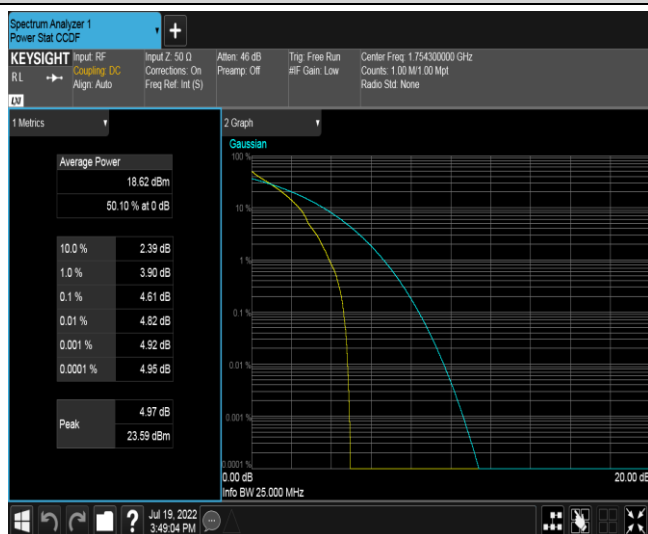 Spectrum Analyzer 1
Power Stat CCDF
KEYSIGHT
RL
LXI
Input: RF
Coupling: DC
Align: Auto
Input Z: 50 Ω
Corrections: On
Freq Ref: Int (S)
Atten: 46 dB
Preamp: Off
Trig: Free Run
#IF Gain: Low
Center Freq: 1.754300000 GHz
Counts: 1.00 M/1.00 Mpt
Radio Std: None
1 Metrics
Average Power
18.62 dBm
50.10 % at 0 dB
10.0 % 2.39 dB
1.0 % 3.90 dB
0.1 % 4.61 dB
0.01 % 4.82 dB
0.001 % 4.92 dB
0.0001 % 4.95 dB
Peak
4.97 dB
23.59 dBm
2 Graph
Gaussian
100 %
10 %
1 %
0.1 %
0.01 %
0.001 %
0.0001 %
0.00 dB
20.00 dB
Info BW 25.000 MHz
Jul 19, 2022
3:49:04 PM